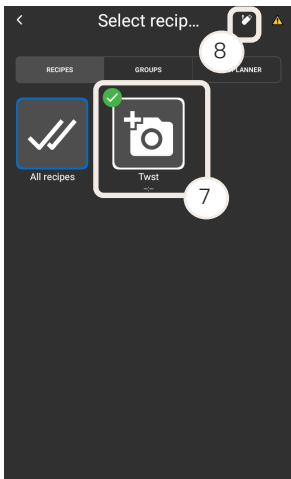 Select recip...
8
RECIPES
GROUPS
PLANNER
All recipes
Twst
--:--
7